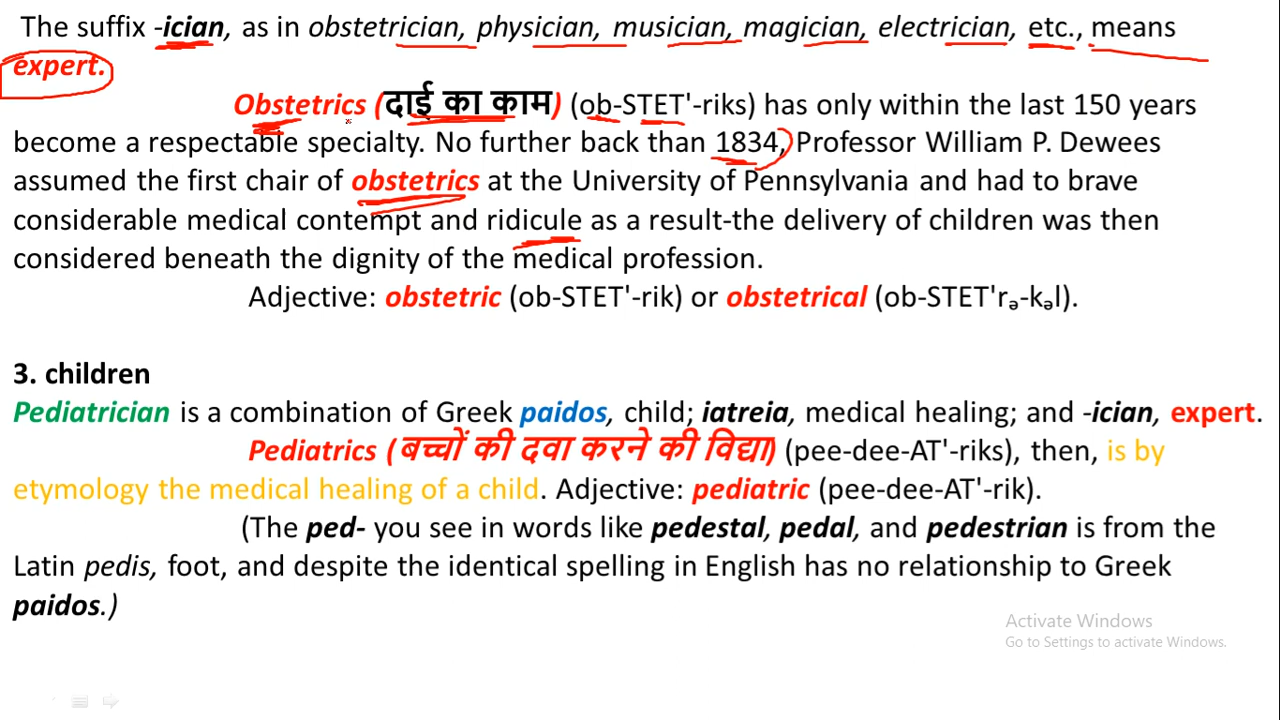 The suffix -ician, as in obstetrician, physician, musician, magician, electrician, etc., means
expert.
Obstetrics (दाई का काम) (ob-STET'-riks) has only within the last 150 years
become a respectable specialty. No further back than 1834, Professor William P. Dewees
assumed the first chair of obstetrics at the University of Pennsylvania and had to brave
considerable medical contempt and ridicule as a result-the delivery of children was then
considered beneath the dignity of the medical profession.
Adjective: obstetric (ob-STET'-rik) or obstetrical (ob-STET'rə-kəl).
3. children
Pediatrician is a combination of Greek paidos, child; iatreia, medical healing; and -ician, expert.
Pediatrics (बच्चों की दवा करने की विद्या) (pee-dee-AT'-riks), then, is by
etymology the medical healing of a child. Adjective: pediatric (pee-dee-AT'-rik).
(The ped- you see in words like pedestal, pedal, and pedestrian is from the
Latin pedis, foot, and despite the identical spelling in English has no relationship to Greek
paidos.)
Activate Windows
Go to Settings to activate Windows.